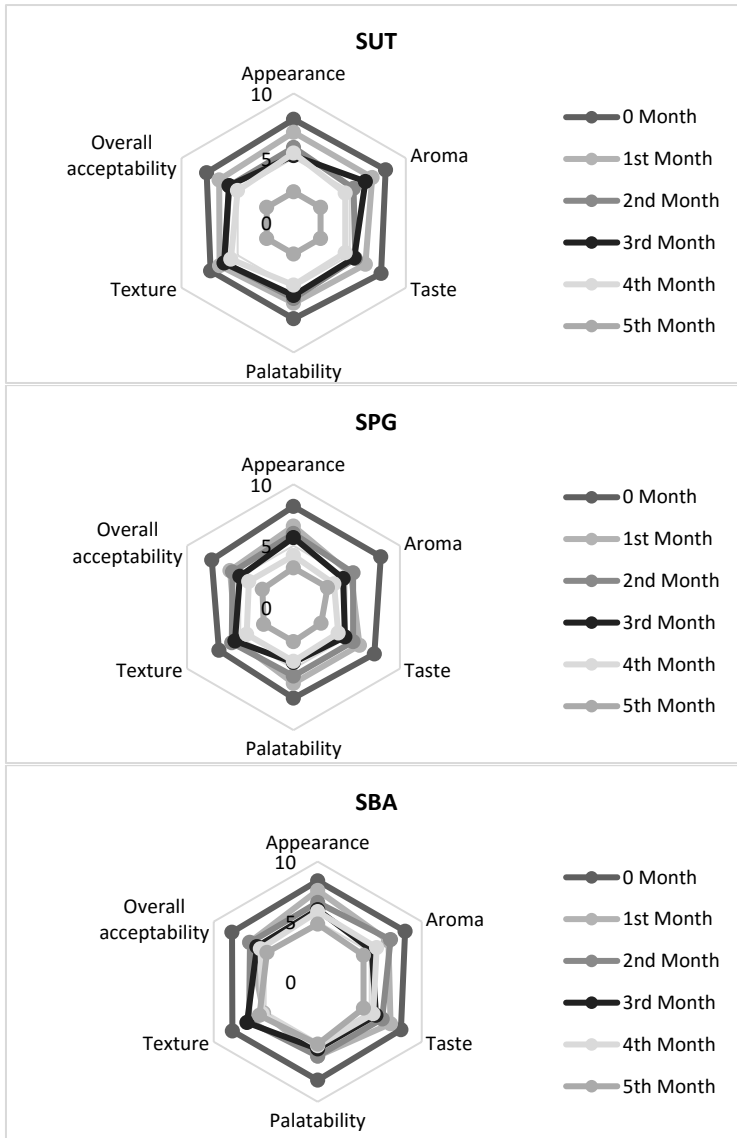 SUT
Appearance
10
Overall
acceptability
Aroma
5
0
Texture
Taste
Palatability
0 Month
1st Month
2nd Month
3rd Month
4th Month
5th Month
SPG
Appearance
10
Overall
acceptability
Aroma
5
0
Texture
Taste
Palatability
0 Month
1st Month
2nd Month
3rd Month
4th Month
5th Month
SBA
Appearance
10
Overall
acceptability
Aroma
5
0
Texture
Taste
Palatability
0 Month
1st Month
2nd Month
3rd Month
4th Month
5th Month